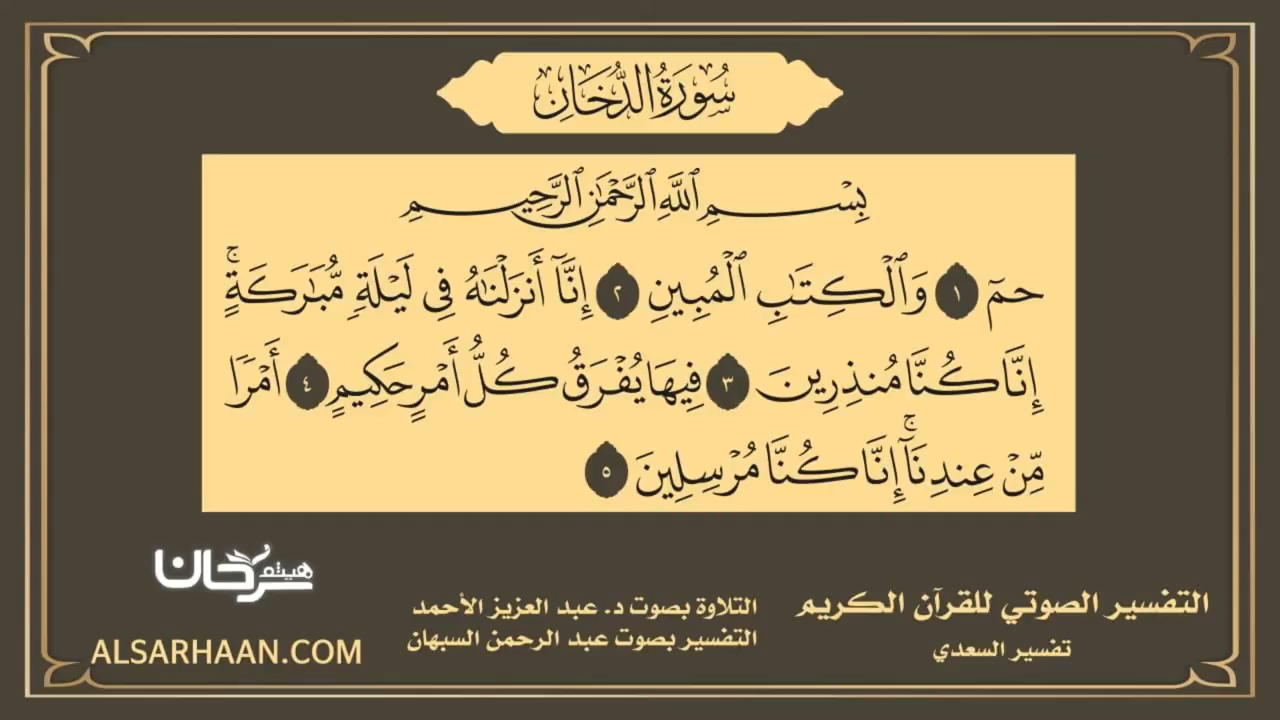 سُورَةُ الدُّخَانِ
بِسْمِ ٱللَّهِ ٱلرَّحْمَٰنِ ٱلرَّحِيمِ
حمٓ ١ وَٱلْكِتَٰبِ ٱلْمُبِينِ ٢ إِنَّآ أَنزَلْنَٰهُ فِى لَيْلَةٍ مُّبَٰرَكَةٍ ۚ
إِنَّا كُنَّا مُنذِرِينَ ٣ فِيهَا يُفْرَقُ كُلُّ أَمْرٍ حَكِيمٍ ٤ أَمْرًا
مِّنْ عِندِنَآ ۚ إِنَّا كُنَّا مُرْسِلِينَ ٥
التفسير الصوتي للقرآن الكريم
تفسير السعدي
التلاوة بصوت د. عبد العزيز الأحمد
التفسير بصوت عبد الرحمن السبهان
هيثم سرحان
ALSARHAAN.COM